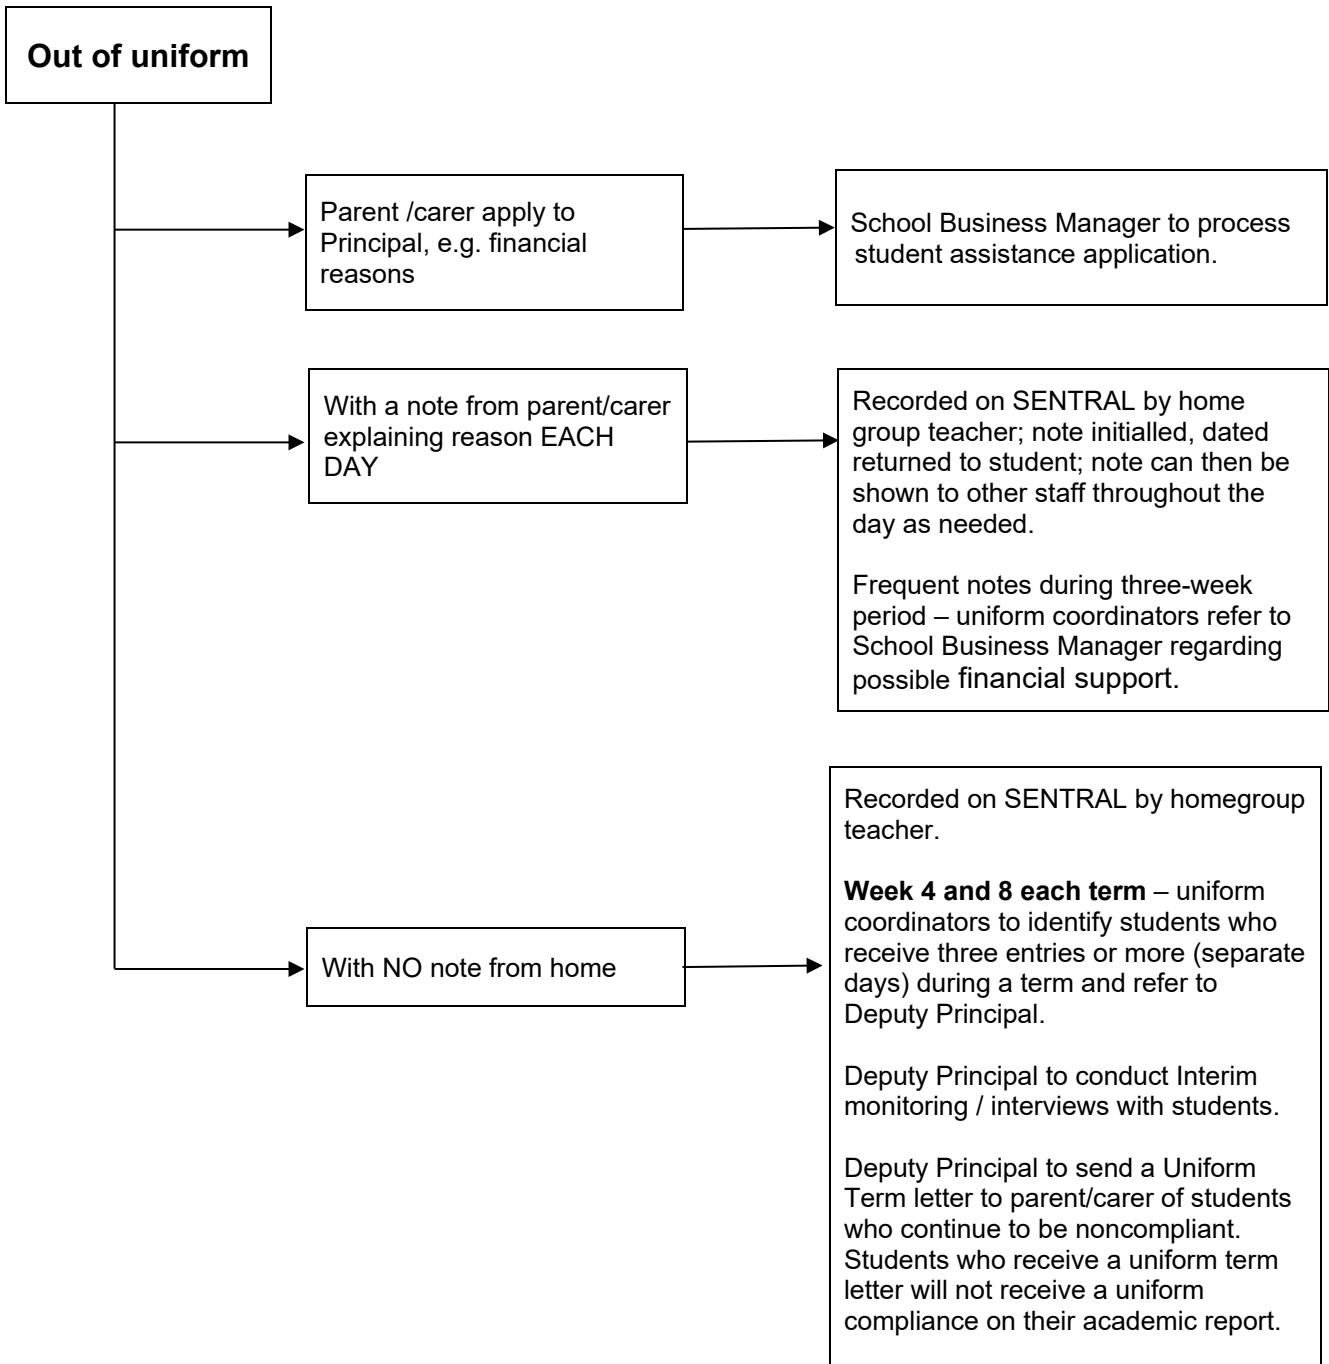 Out of uniform
Parent /carer apply to
Principal, e.g. financial
reasons
School Business Manager to process
student assistance application.
With a note from parent/carer
explaining reason EACH
DAY
Recorded on SENTRAL by home
group teacher; note initialled, dated
returned to student; note can then be
shown to other staff throughout the
day as needed.
Frequent notes during three-week
period – uniform coordinators refer to
School Business Manager regarding
possible financial support.
With NO note from home
Recorded on SENTRAL by homegroup
teacher.
Week 4 and 8 each term – uniform
coordinators to identify students who
receive three entries or more (separate
days) during a term and refer to
Deputy Principal.
Deputy Principal to conduct Interim
monitoring / interviews with students.
Deputy Principal to send a Uniform
Term letter to parent/carer of students
who continue to be noncompliant.
Students who receive a uniform term
letter will not receive a uniform
compliance on their academic report.